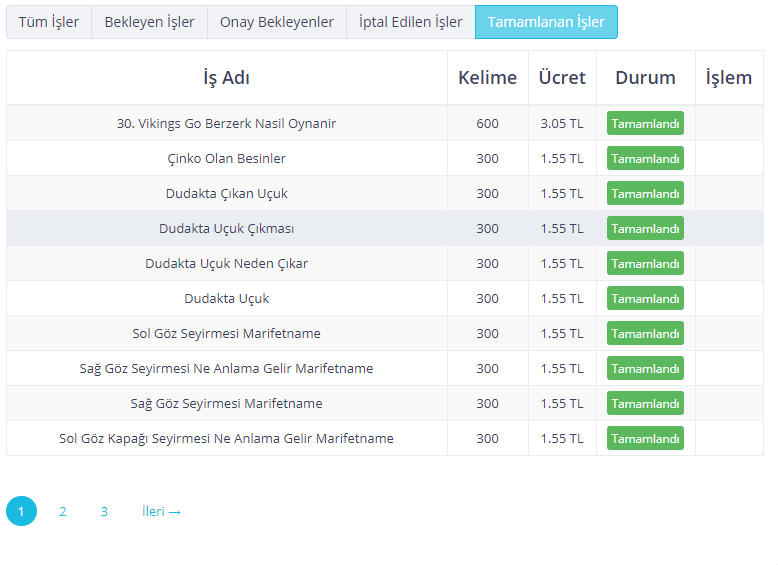 Tüm İşler Bekleyen İşler Onay Bekleyenler İptal Edilen İşler Tamamlanan İşler
İş Adı Kelime Ücret Durum İşlem
30. Vikings Go Berzerk Nasil Oynanir 600 3.05 TL Tamamlandı
Çinko Olan Besinler 300 1.55 TL Tamamlandı
Dudakta Çıkan Uçuk 300 1.55 TL Tamamlandı
Dudakta Uçuk Çıkması 300 1.55 TL Tamamlandı
Dudakta Uçuk Neden Çıkar 300 1.55 TL Tamamlandı
Dudakta Uçuk 300 1.55 TL Tamamlandı
Sol Göz Seyirmesi Marifetname 300 1.55 TL Tamamlandı
Sağ Göz Seyirmesi Ne Anlama Gelir Marifetname 300 1.55 TL Tamamlandı
Sağ Göz Seyirmesi Marifetname 300 1.55 TL Tamamlandı
Sol Göz Kapağı Seyirmesi Ne Anlama Gelir Marifetname 300 1.55 TL Tamamlandı
1 2 3 İleri →